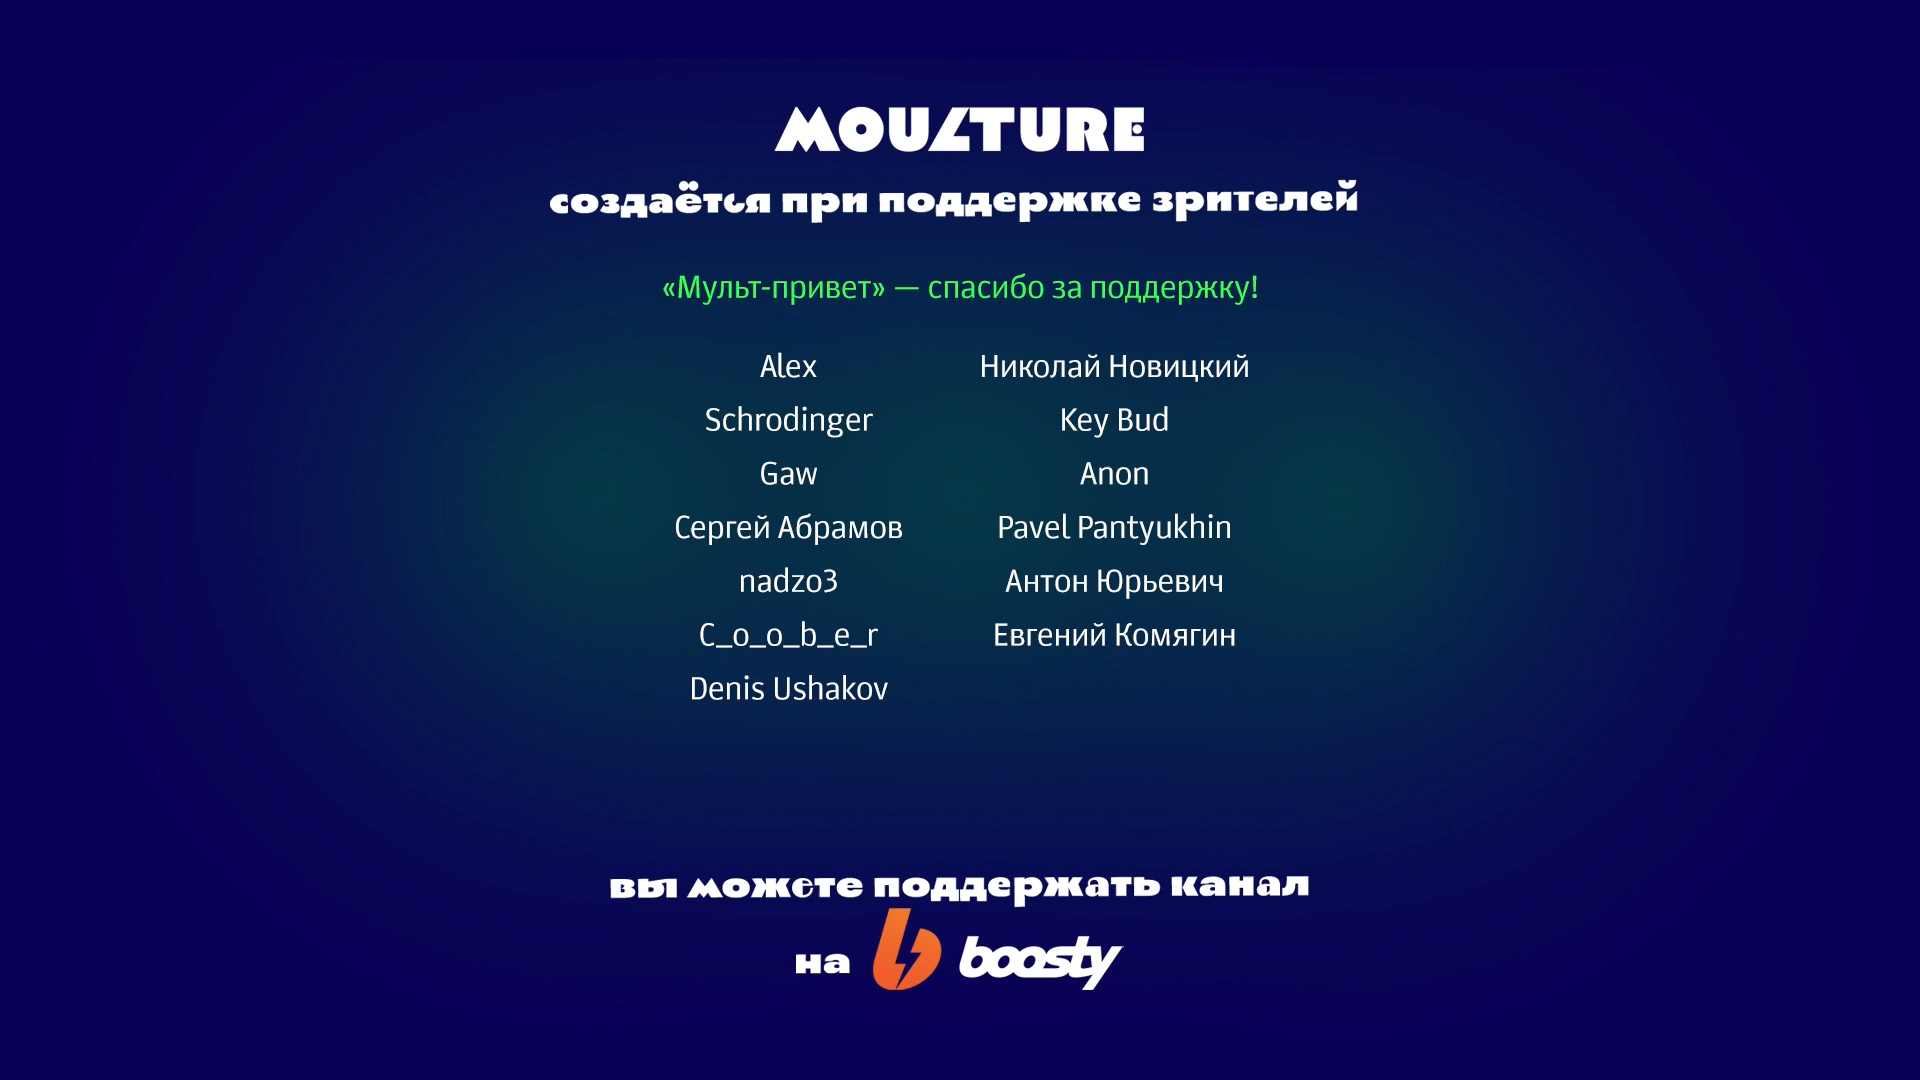 MOULTURE
создаётся при поддержке зрителей
«Мульт-привет» — спасибо за поддержку!
Alex
Schrodinger
Gaw
Сергей Абрамов
nadzo3
C_o_o_b_e_r
Denis Ushakov
Николай Новицкий
Key Bud
Anon
Pavel Pantyukhin
Антон Юрьевич
Евгений Комягин
вы можете поддержать канал
на boosty